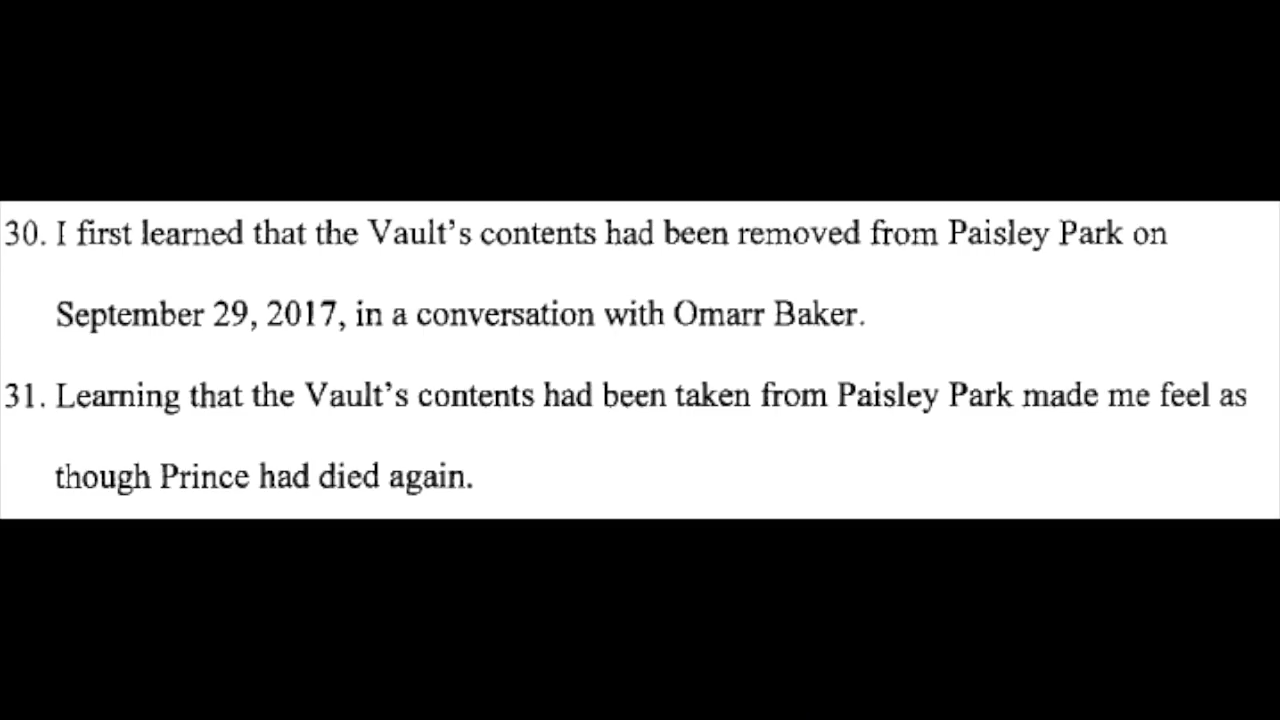 30. I first learned that the Vault's contents had been removed from Paisley Park on
September 29, 2017, in a conversation with Omarr Baker.
31. Learning that the Vault's contents had been taken from Paisley Park made me feel as
though Prince had died again.